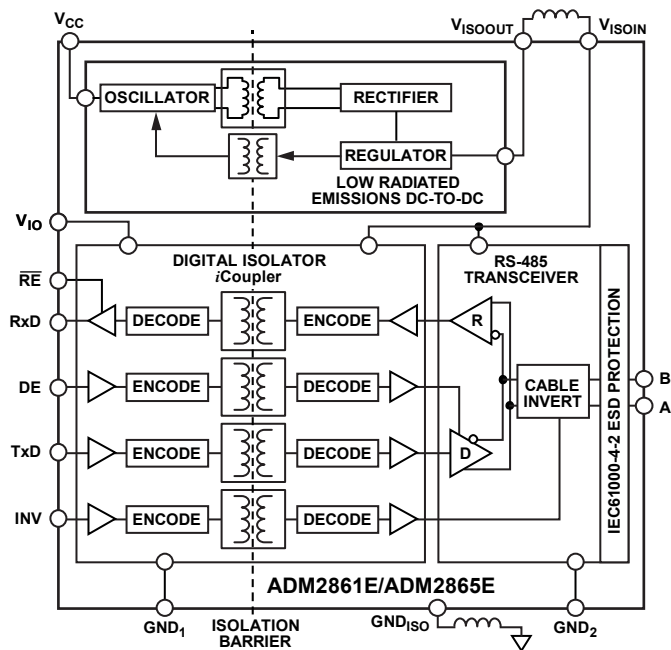 VCC
VISOOUT
VISOIN
OSCILLATOR
RECTIFIER
REGULATOR
LOW RADIATED
EMISSIONS DC-TO-DC
VIO
DIGITAL ISOLATOR
iCoupler
RS-485
TRANSCEIVER
RE
RxD
DECODE
ENCODE
R
DE
ENCODE
DECODE
CABLE
INVERT
B
A
IEC61000-4-2 ESD PROTECTION
TxD
ENCODE
DECODE
D
INV
ENCODE
DECODE
ADM2861E/ADM2865E
GND1
ISOLATION
BARRIER
GNDISO
GND2